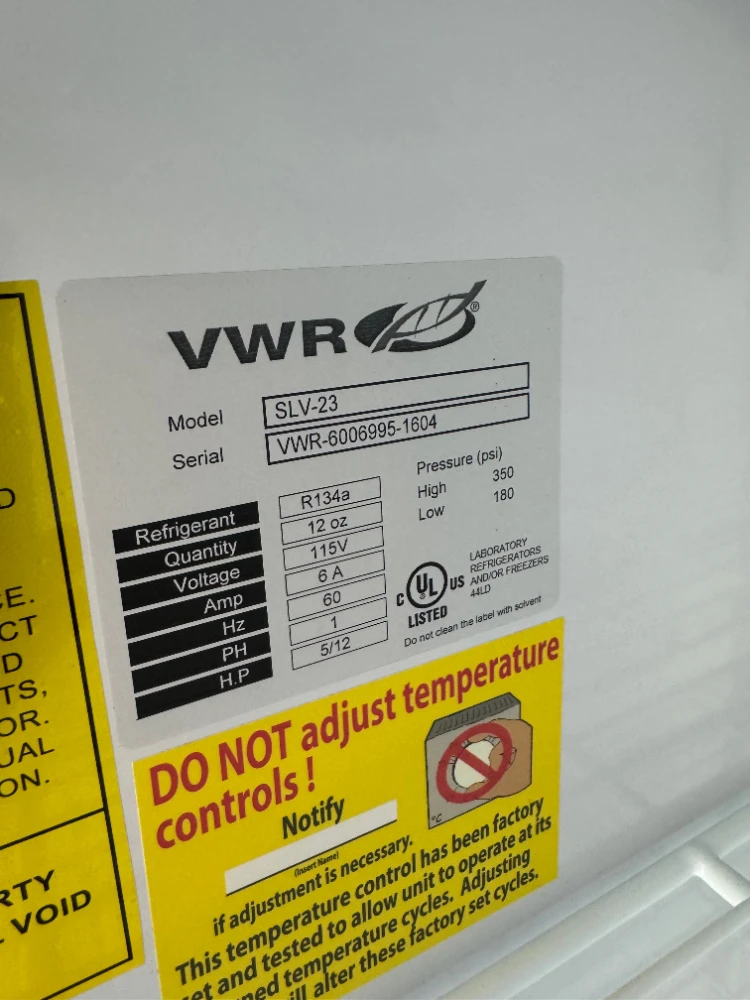 VWR®
Model SLV-23
Serial VWR-6006995-1604
Refrigerant R134a
Quantity 12 oz
Voltage 115V
Amp 6 A
Hz 60
PH 1
H.P 5/12
Pressure (psi)
High 350
Low 180
C UL US
LISTED
LABORATORY
REFRIGERATORS
AND/OR FREEZERS
44LD
Do not clean the label with solvent
DO NOT adjust temperature
controls !
°C
Notify
(Insert Name)
if adjustment is necessary.
This temperature control has been factory
set and tested to allow unit to operate at its
temperature cycles. Adjusting
alter these factory set cycles.
D
CE.
CT
D
TS,
OR.
UAL
ON.
RTY
VOID